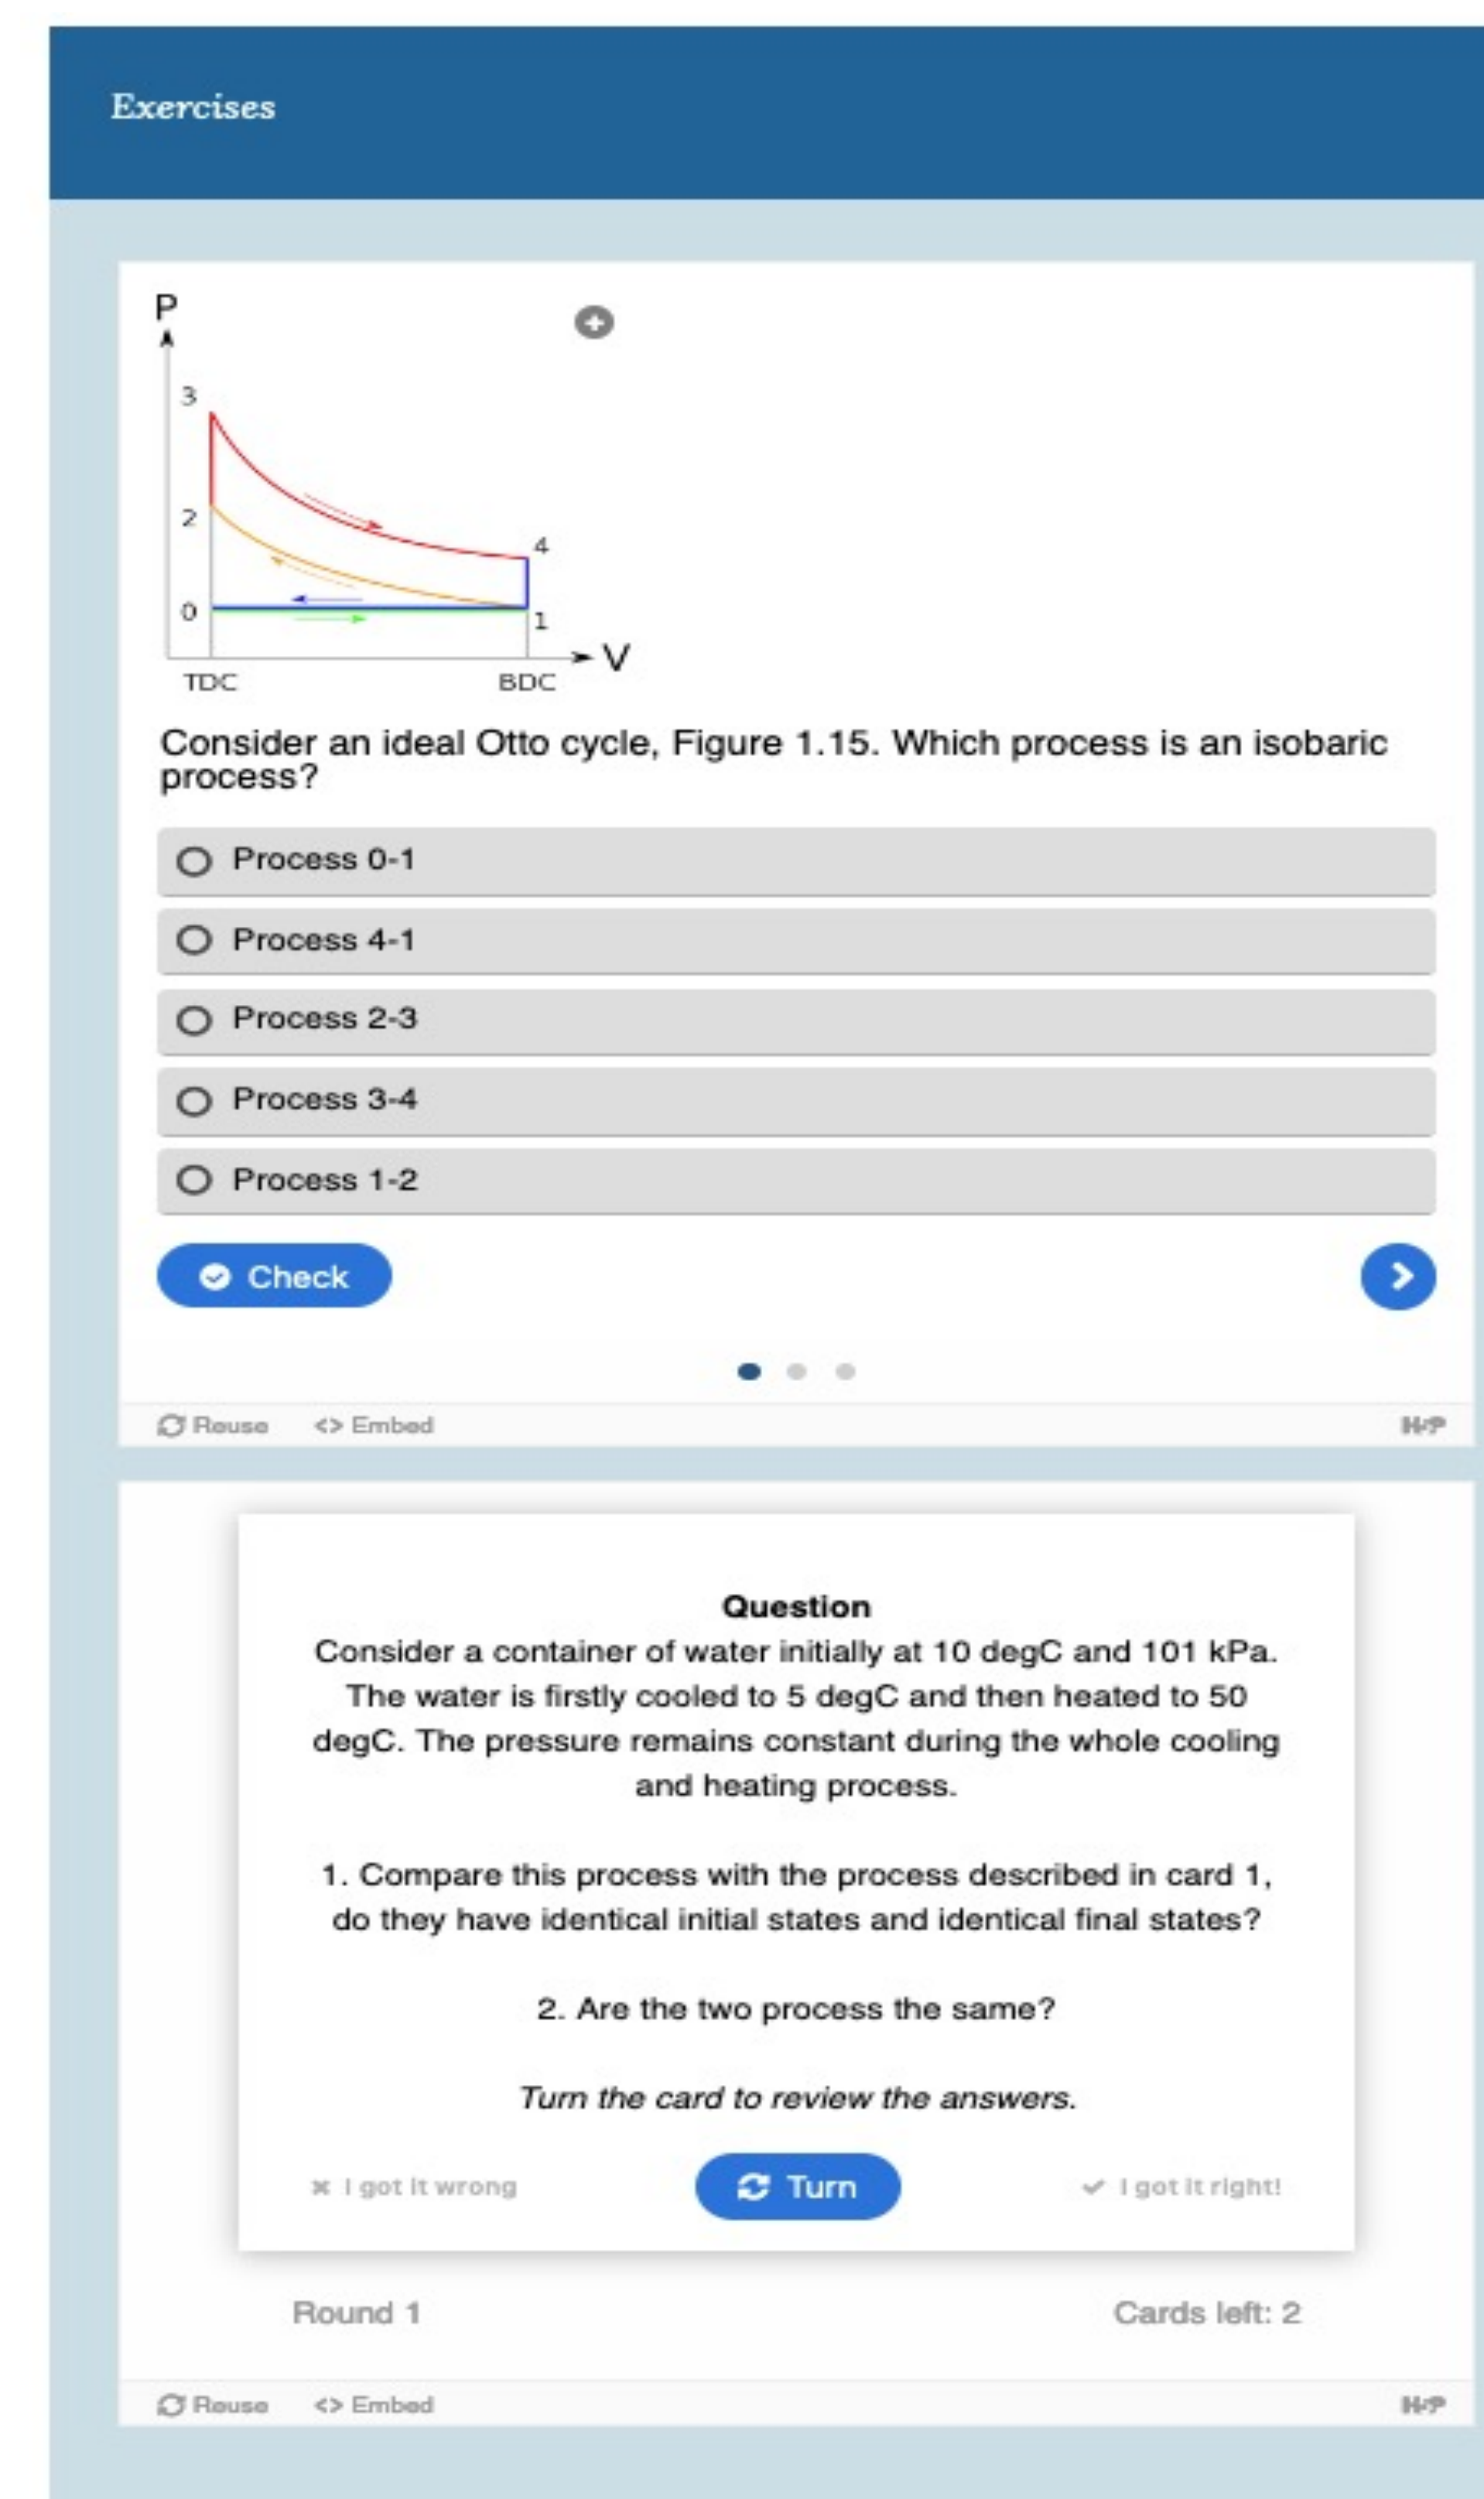 Exercises
P
3
2
4
0
1
V
TDC
BDC
Consider an ideal Otto cycle, Figure 1.15. Which process is an isobaric
process?
Process 0-1
Process 4-1
Process 2-3
Process 3-4
Process 1-2
Check
Reuse <> Embed H5P
Question
Consider a container of water initially at 10 degC and 101 kPa.
The water is firstly cooled to 5 degC and then heated to 50
degC. The pressure remains constant during the whole cooling
and heating process.
1. Compare this process with the process described in card 1,
do they have identical initial states and identical final states?
2. Are the two process the same?
Turn the card to review the answers.
I got it wrong Turn I got it right!
Round 1 Cards left: 2
Reuse <> Embed H5P